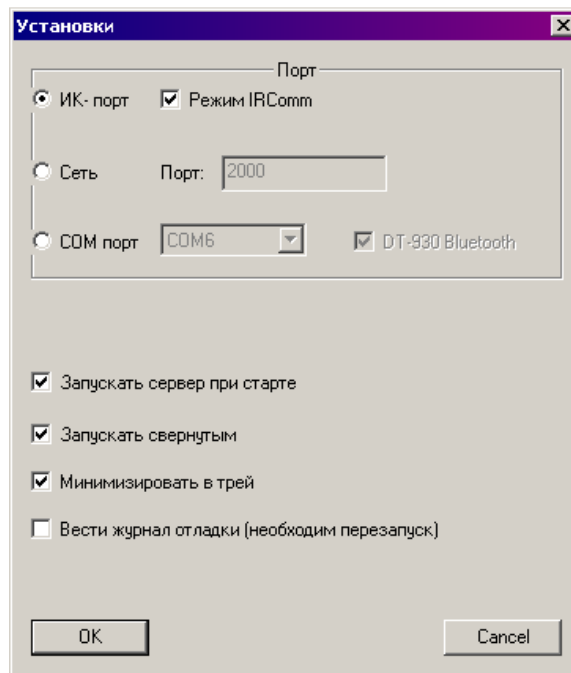 Установки
Порт
ИК- порт Режим IRComm
Сеть Порт: 2000
COM порт COM6 DT-930 Bluetooth
Запускать сервер при старте
Запускать свернутым
Минимизировать в трей
Вести журнал отладки (необходим перезапуск)
OK Cancel